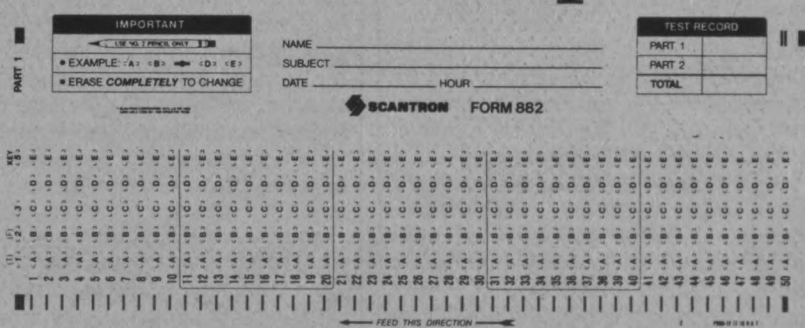 IMPORTANT
USE NO. 2 PENCIL ONLY
• EXAMPLE: A B D E
• ERASE COMPLETELY TO CHANGE
PART 1
NAME
SUBJECT
DATE HOUR
SCANTRON FORM 882
TEST RECORD
PART 1
PART 2
TOTAL
KEY
5 E E E E E E E E E E E E E E E E E E E E E E E E E E E E E E E E E E E E E E E E E E E E E E E E E E
D D D D D D D D D D D D D D D D D D D D D D D D D D D D D D D D D D D D D D D D D D D D D D D D D D
3 C C C C C C C C C C C C C C C C C C C C C C C C C C C C C C C C C C C C C C C C C C C C C C C C C C
(F) 2 B B B B B B B B B B B B B B B B B B B B B B B B B B B B B B B B B B B B B B B B B B B B B B B B B B
(T) 1 A A A A A A A A A A A A A A A A A A A A A A A A A A A A A A A A A A A A A A A A A A A A A A A A A A
1 2 3 4 5 6 7 8 9 10 11 12 13 14 15 16 17 18 19 20 21 22 23 24 25 26 27 28 29 30 31 32 33 34 35 36 37 38 39 40 41 42 43 44 45 46 47 48 49 50
FEED THIS DIRECTION